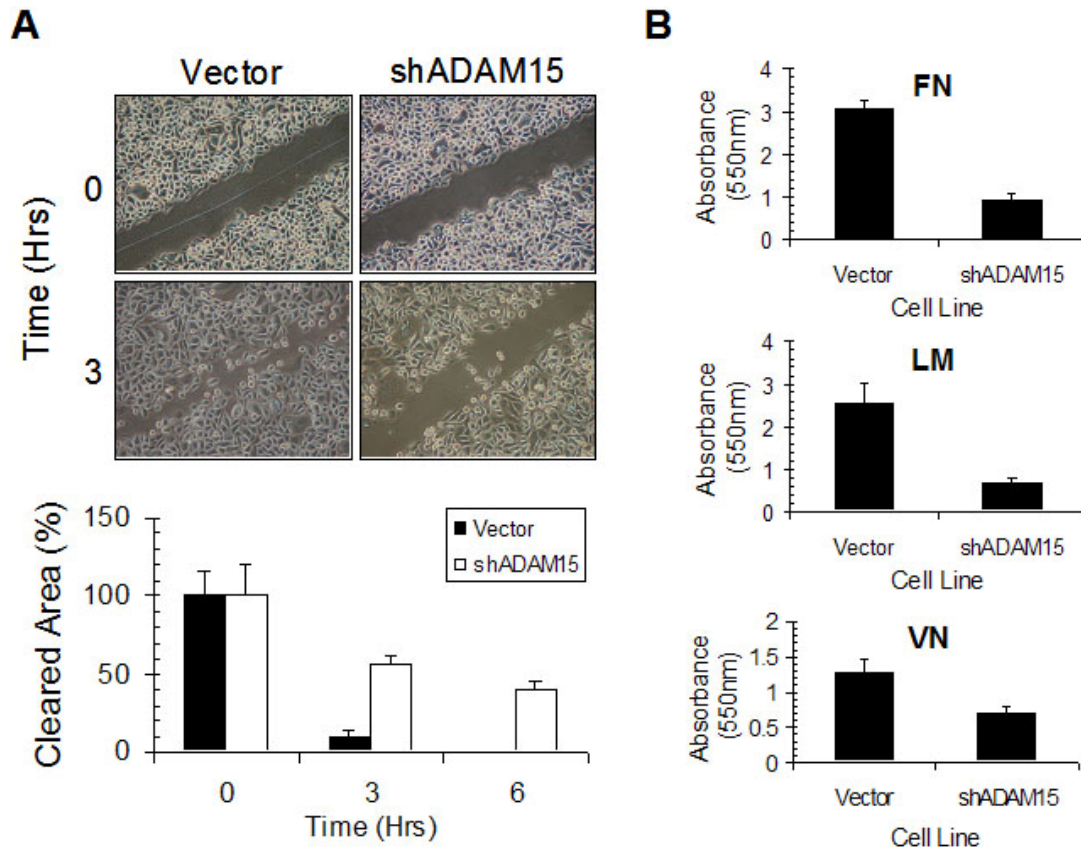 A
Vector
shADAM15
Time (Hrs)
0
3
Cleared Area (%)
150
100
50
0
Vector
shADAM15
0
3
6
Time (Hrs)
B
FN
Absorbance
(550nm)
4
3
2
1
0
Vector
shADAM15
Cell Line
LM
Absorbance
(550nm)
4
3
2
1
0
Vector
shADAM15
Cell Line
VN
Absorbance
(550nm)
2
1.5
1
0.5
0
Vector
shADAM15
Cell Line